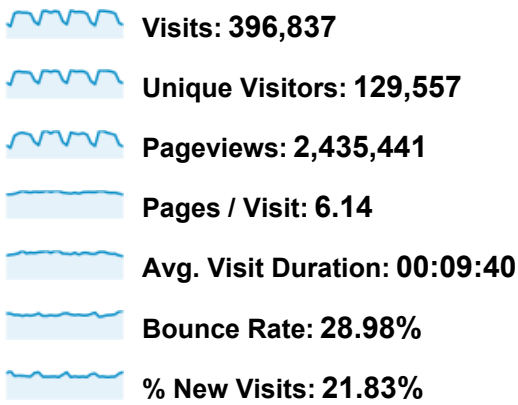 Visits: 396,837
Unique Visitors: 129,557
Pageviews: 2,435,441
Pages / Visit: 6.14
Avg. Visit Duration: 00:09:40
Bounce Rate: 28.98%
% New Visits: 21.83%